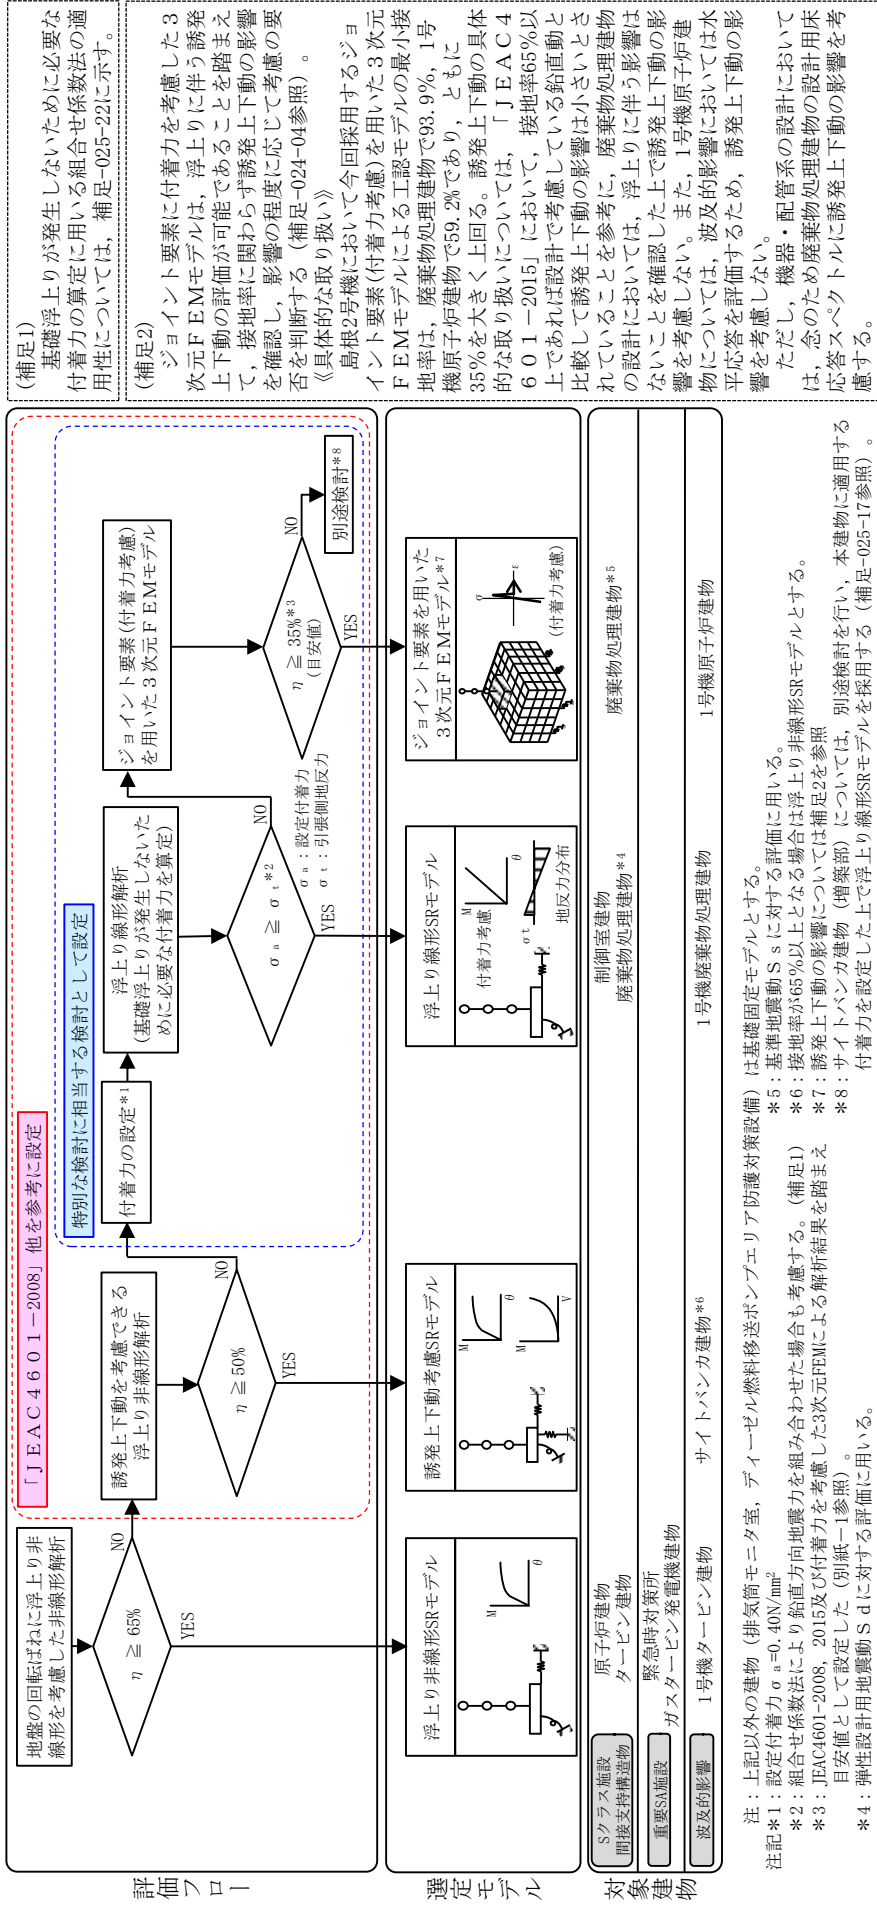 評価フロー
地盤の回転ばねに浮上り非
線形を考慮した非線形解析
η ≧ 65%
NO
YES
「JEAC4601-2008」他を参考に設定
誘発上下動を考慮できる
浮上り非線形解析
η ≧50%
NO
YES
特別な検討に相当する検討として設定
付着力の設定*1
浮上り線形解析
(基礎浮上りが発生しないた
めに必要な付着力を算定)
σa ≧ σt*2
NO
YES
σa:設定付着力
σt:引張側地反力
ジョイント要素(付着力考慮)
を用いた3次元FEMモデル
η ≧ 35%*3
(目安値)
NO
YES
別途検討*8
選定モデル
浮上り非線形SRモデル
M
θ
誘発上下動考慮SRモデル
M
θ
M
V
浮上り線形SRモデル
M
付着力考慮
θ
σt
地反力分布
ジョイント要素を用いた
3次元FEMモデル*7
σ
ε
(付着力考慮)
対象建物
Sクラス施設
間接支持構造物
原子炉建物
タービン建物
制御室建物
廃棄物処理建物*4
廃棄物処理建物*5
重要SA施設
緊急時対策所
ガスタービン発電機建物
波及的影響
1号機タービン建物
サイトバンカ建物*6
1号機廃棄物処理建物
1号機原子炉建物
注:上記以外の建物(排気筒モニタ室,ディーゼル燃料移送ポンプエリア防護対策設備)は基礎固定モデルとする。
注記*1:設定付着力σa=0.40N/mm²
*2:組合せ係数法により鉛直方向地震力を組み合わせた場合も考慮する。(補足1)
*3:JEAC4601-2008,2015及び付着力を考慮した3次元FEMによる解析結果を踏まえ
目安値として設定した(別紙-1参照)。
*4:弾性設計用地震動Sdに対する評価に用いる。
*5:基準地震動Ssに対する評価に用いる。
*6:接地率が65%以上となる場合は浮上り非線形SRモデルとする。
*7:誘発上下動の影響については補足2を参照
*8:サイトバンカ建物(増築部)については,別途検討を行い,本建物に適用する
付着力を設定した上で浮上り線形SRモデルを採用する(補足-025-17参照)。
(補足1)
基礎浮上りが発生しないために必要な
付着力の算定に用いる組合せ係数法の適
用性については,補足-025-22に示す。
(補足2)
ジョイント要素に付着力を考慮した3
次元FEMモデルは,浮上りに伴う誘発
上下動の評価が可能であることを踏まえ
て,接地率に関わらず誘発上下動の影響
を確認し,影響の程度に応じて考慮の要
否を判断する(補足-024-04参照)。
《具体的な取り扱い》
島根2号機において今回採用するジョ
イント要素(付着力考慮)を用いた3次元
FEMモデルによる工認モデルの最小接
地率は,廃棄物処理建物で93.9%,1号
機原子炉建物で59.2%であり,ともに
35%を大きく上回る。誘発上下動の具体
的な取り扱いについては,「JEAC4
601-2015」において,接地率65%以
上であれば設計で考慮している鉛直動と
比較して誘発上下動の影響は小さいとさ
れていることを参考に,廃棄物処理建物
の設計においては,浮上りに伴う影響は
ないことを確認した上で誘発上下動の影
響を考慮しない。また,1号機原子炉建
物については,波及的影響においては水
平応答を評価するため,誘発上下動の影
響を考慮しない。
ただし,機器・配管系の設計において
は,念のため廃棄物処理建物の設計用床
応答スペクトルに誘発上下動の影響を考
慮する。